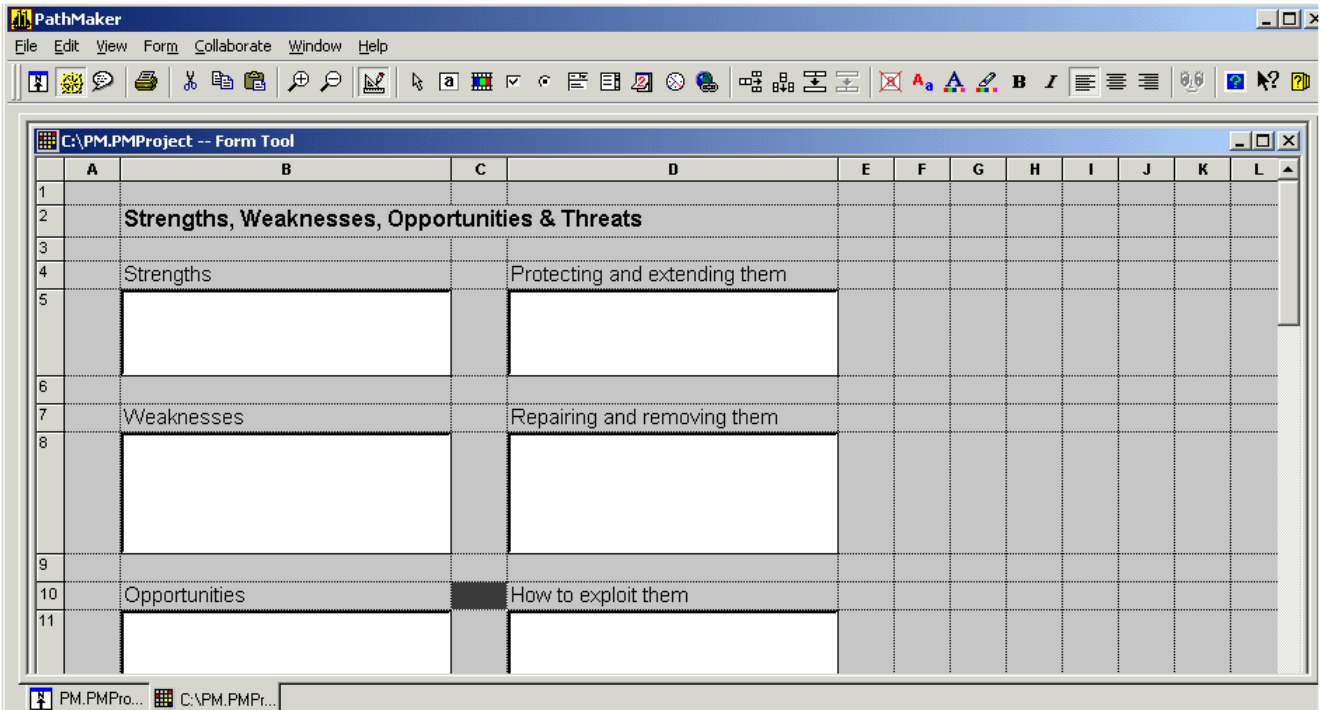 PathMaker
File Edit View Form Collaborate Window Help
C:\PM.PMProject -- Form Tool
A B C D E F G H I J K L
1
2 Strengths, Weaknesses, Opportunities & Threats
3
4 Strengths Protecting and extending them
5
6
7 Weaknesses Repairing and removing them
8
9
10 Opportunities How to exploit them
11
PM.PMPro... C:\PM.PMPr...